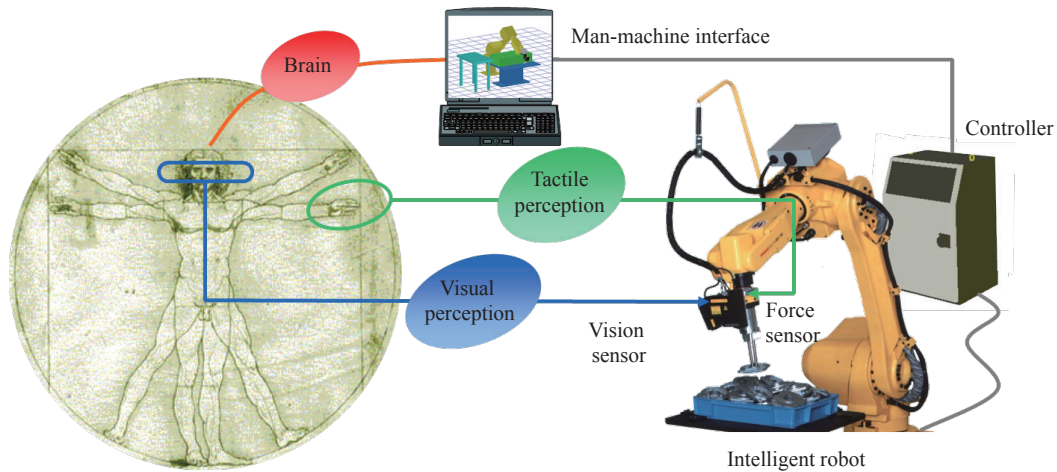 Brain
Man-machine interface
Controller
Tactile
perception
Visual
perception
Vision
sensor
Force
sensor
Intelligent robot